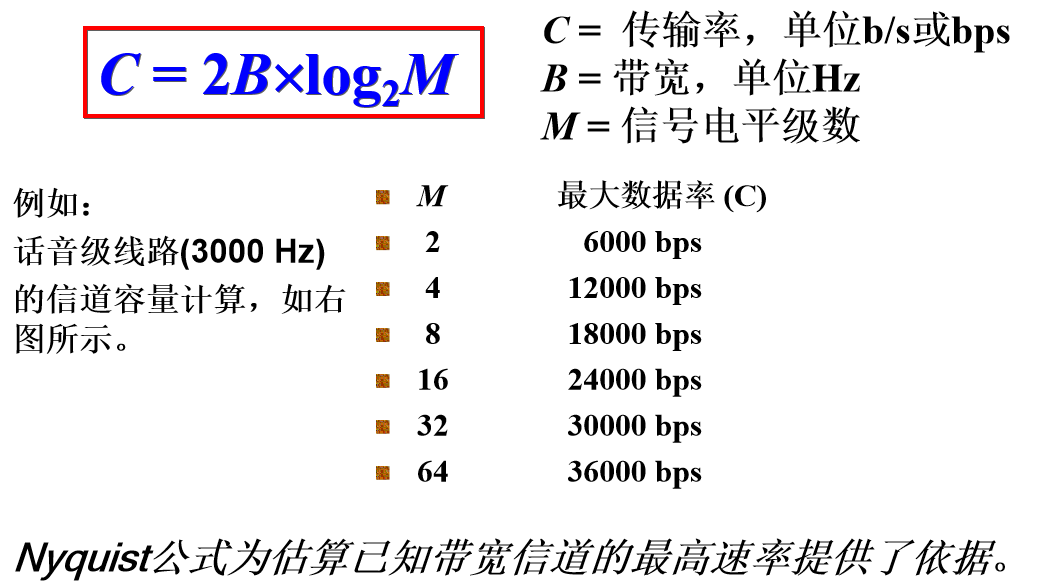 C = 2B×log₂M
C = 传输率，单位b/s或bps
B = 带宽，单位Hz
M = 信号电平级数
例如：
话音级线路(3000 Hz)
的信道容量计算，如右
图所示。
M 最大数据率 (C)
2 6000 bps
4 12000 bps
8 18000 bps
16 24000 bps
32 30000 bps
64 36000 bps
Nyquist公式为估算已知带宽信道的最高速率提供了依据。